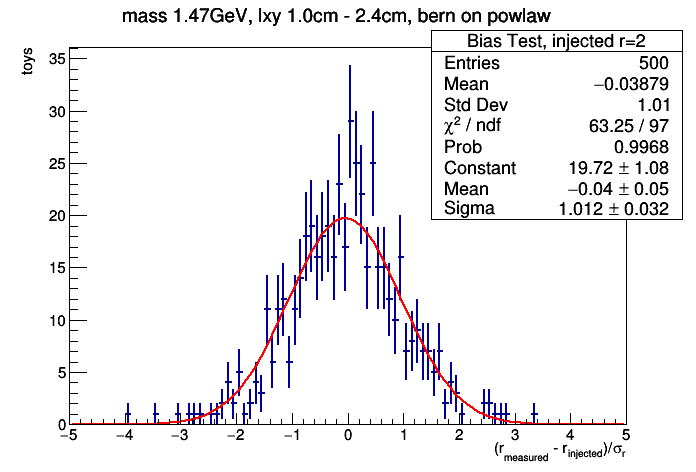 mass 1.47GeV, lxy 1.0cm - 2.4cm, bern on powlaw
Bias Test, injected r=2
Entries 500
Mean −0.03879
Std Dev 1.01
χ² / ndf 63.25 / 97
Prob 0.9968
Constant 19.72 ± 1.08
Mean −0.04 ± 0.05
Sigma 1.012 ± 0.032
toys
35
30
25
20
15
10
5
0
−5 −4 −3 −2 −1 0 1 2 3 4 5
(r_measured - r_injected)/σ_r